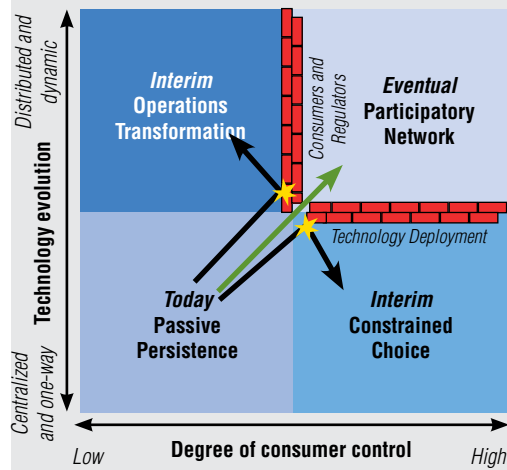 Distributed and
dynamic
Technology evolution
Centralized
and one-way
Interim
Operations
Transformation
Consumers and
Regulators
Eventual
Participatory
Network
Technology Deployment
Today
Passive
Persistence
Interim
Constrained
Choice
Low
Degree of consumer control
High